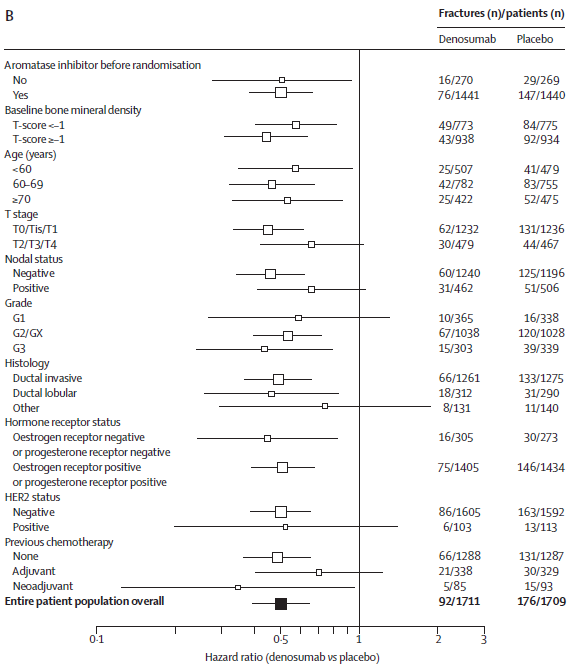 B
Fractures (n)/patients (n)
Denosumab Placebo
Aromatase inhibitor before randomisation
No 16/270 29/269
Yes 76/1441 147/1440
Baseline bone mineral density
T-score <–1 49/773 84/775
T-score ≥–1 43/938 92/934
Age (years)
<60 25/507 41/479
60–69 42/782 83/755
≥70 25/422 52/475
T stage
T0/Tis/T1 62/1232 131/1236
T2/T3/T4 30/479 44/467
Nodal status
Negative 60/1240 125/1196
Positive 31/462 51/506
Grade
G1 10/365 16/338
G2/GX 67/1038 120/1028
G3 15/303 39/339
Histology
Ductal invasive 66/1261 133/1275
Ductal lobular 18/312 31/290
Other 8/131 11/140
Hormone receptor status
Oestrogen receptor negative 16/305 30/273
or progesterone receptor negative
Oestrogen receptor positive 75/1405 146/1434
or progesterone receptor positive
HER2 status
Negative 86/1605 163/1592
Positive 6/103 13/113
Previous chemotherapy
None 66/1288 131/1287
Adjuvant 21/338 30/329
Neoadjuvant 5/85 15/93
Entire patient population overall 92/1711 176/1709
0·1 0·5 1 2 3
Hazard ratio (denosumab vs placebo)